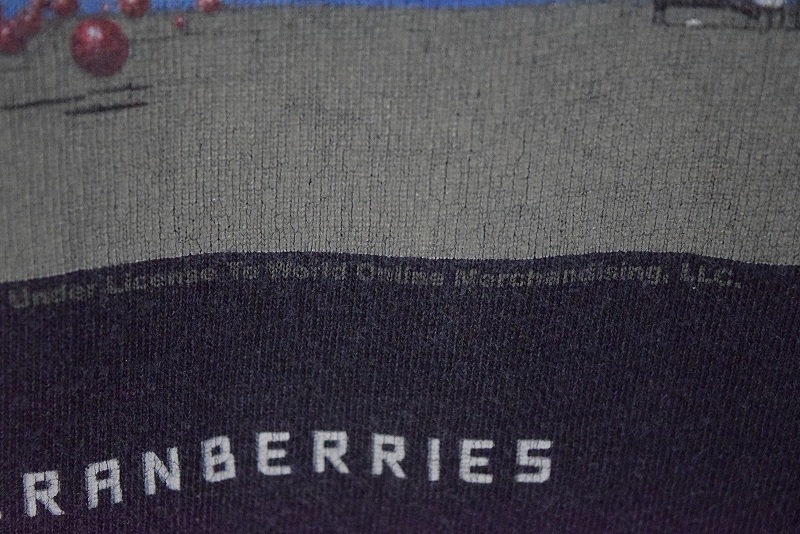 Under License To World Online Merchandising, LLC.
RANBERRIES